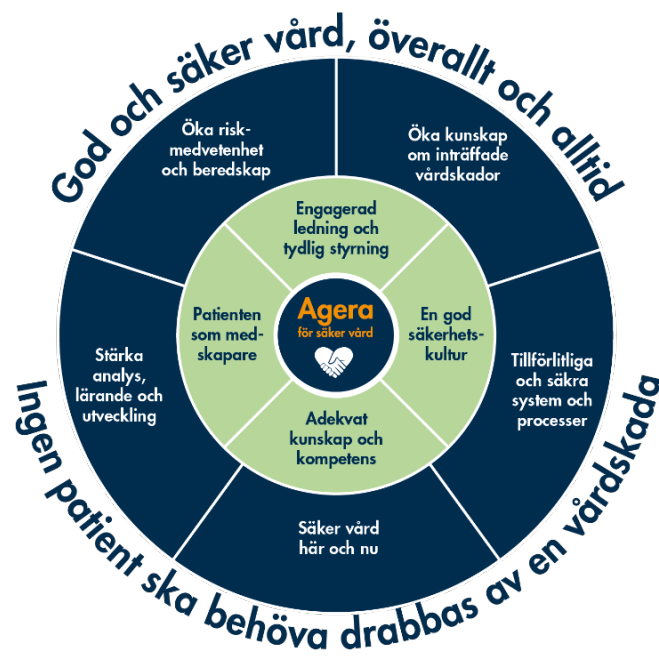 God och säker vård, överallt och alltid
Öka risk-
medvetenhet
och beredskap
Öka kunskap
om inträffade
vårdskador
Engagerad
ledning och
tydlig styrning
Patienten
som med-
skapare
Agera
för säker vård
En god
säkerhets-
kultur
Stärka
analys,
lärande och
utveckling
Tillförlitliga
och säkra
system och
processer
Adekvat
kunskap och
kompetens
Säker vård
här och nu
Ingen patient ska behöva drabbas av en vårdskada